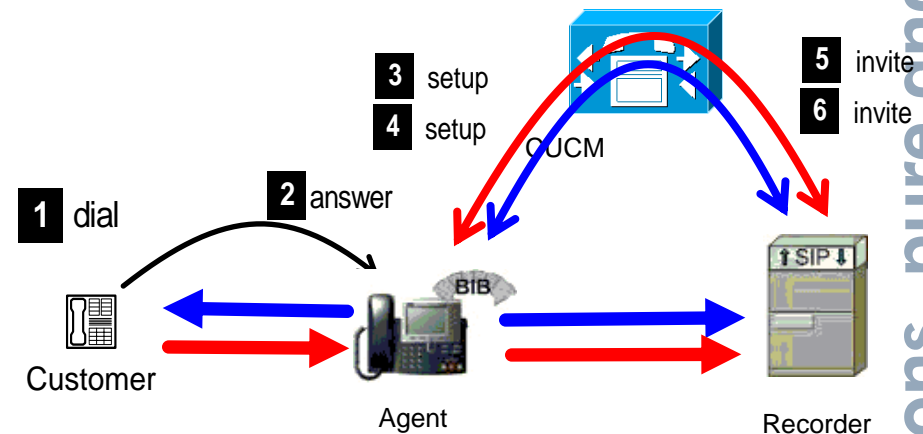 3 setup
4 setup
5 invite
6 invite
CUCM
1 dial
2 answer
↑ SIP ↓
BIB
Customer
Agent
Recorder